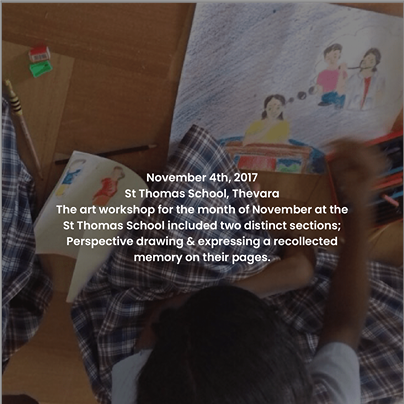 November 4th, 2017
St Thomas School, Thevara
The art workshop for the month of November at the
St Thomas School included two distinct sections;
Perspective drawing & expressing a recollected
memory on their pages.